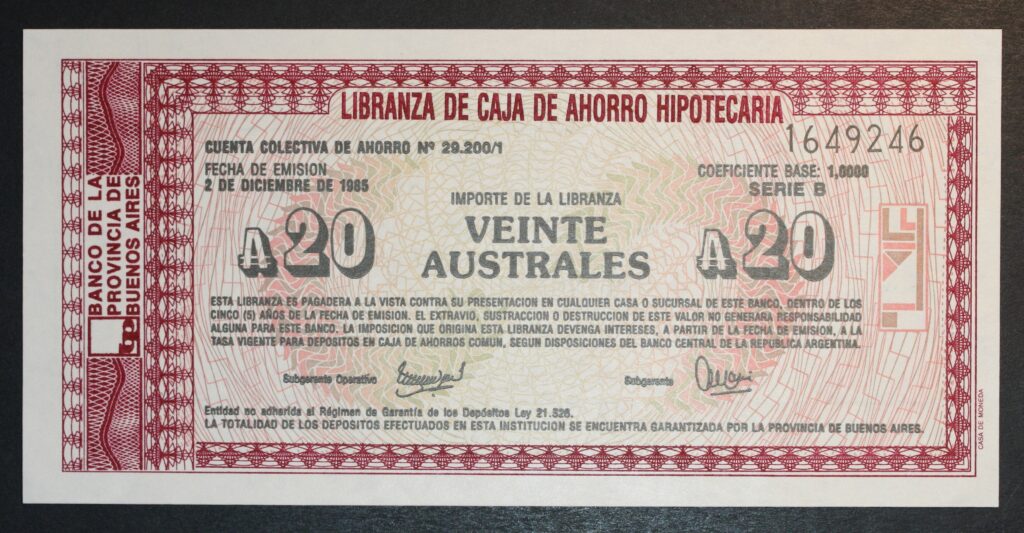 LIBRANZA DE CAJA DE AHORRO HIPOTECARIA
1649246
CUENTA COLECTIVA DE AHORRO Nº 29.200/1
FECHA DE EMISION
2 DE DICIEMBRE DE 1985
COEFICIENTE BASE: 1,0000
SERIE B
IMPORTE DE LA LIBRANZA
VEINTE
AUSTRALES
₳20
₳20
BANCO DE LA
PROVINCIA DE
BUENOS AIRES
ESTA LIBRANZA ES PAGADERA A LA VISTA CONTRA SU PRESENTACION EN CUALQUIER CASA O SUCURSAL DE ESTE BANCO, DENTRO DE LOS
CINCO (5) AÑOS DE LA FECHA DE EMISION. EL EXTRAVIO, SUSTRACCION O DESTRUCCION DE ESTE VALOR NO GENERARA RESPONSABILIDAD
ALGUNA PARA ESTE BANCO. LA IMPOSICION QUE ORIGINA ESTA LIBRANZA DEVENGA INTERESES, A PARTIR DE LA FECHA DE EMISION, A LA
TASA VIGENTE PARA DEPOSITOS EN CAJA DE AHORROS COMUN, SEGUN DISPOSICIONES DEL BANCO CENTRAL DE LA REPUBLICA ARGENTINA.
Subgerente Operativo
Subgerente
Entidad no adherida al Régimen de Garantía de los Depósitos Ley 21.526.
LA TOTALIDAD DE LOS DEPOSITOS EFECTUADOS EN ESTA INSTITUCION SE ENCUENTRA GARANTIZADA POR LA PROVINCIA DE BUENOS AIRES.
CASA DE MONEDA